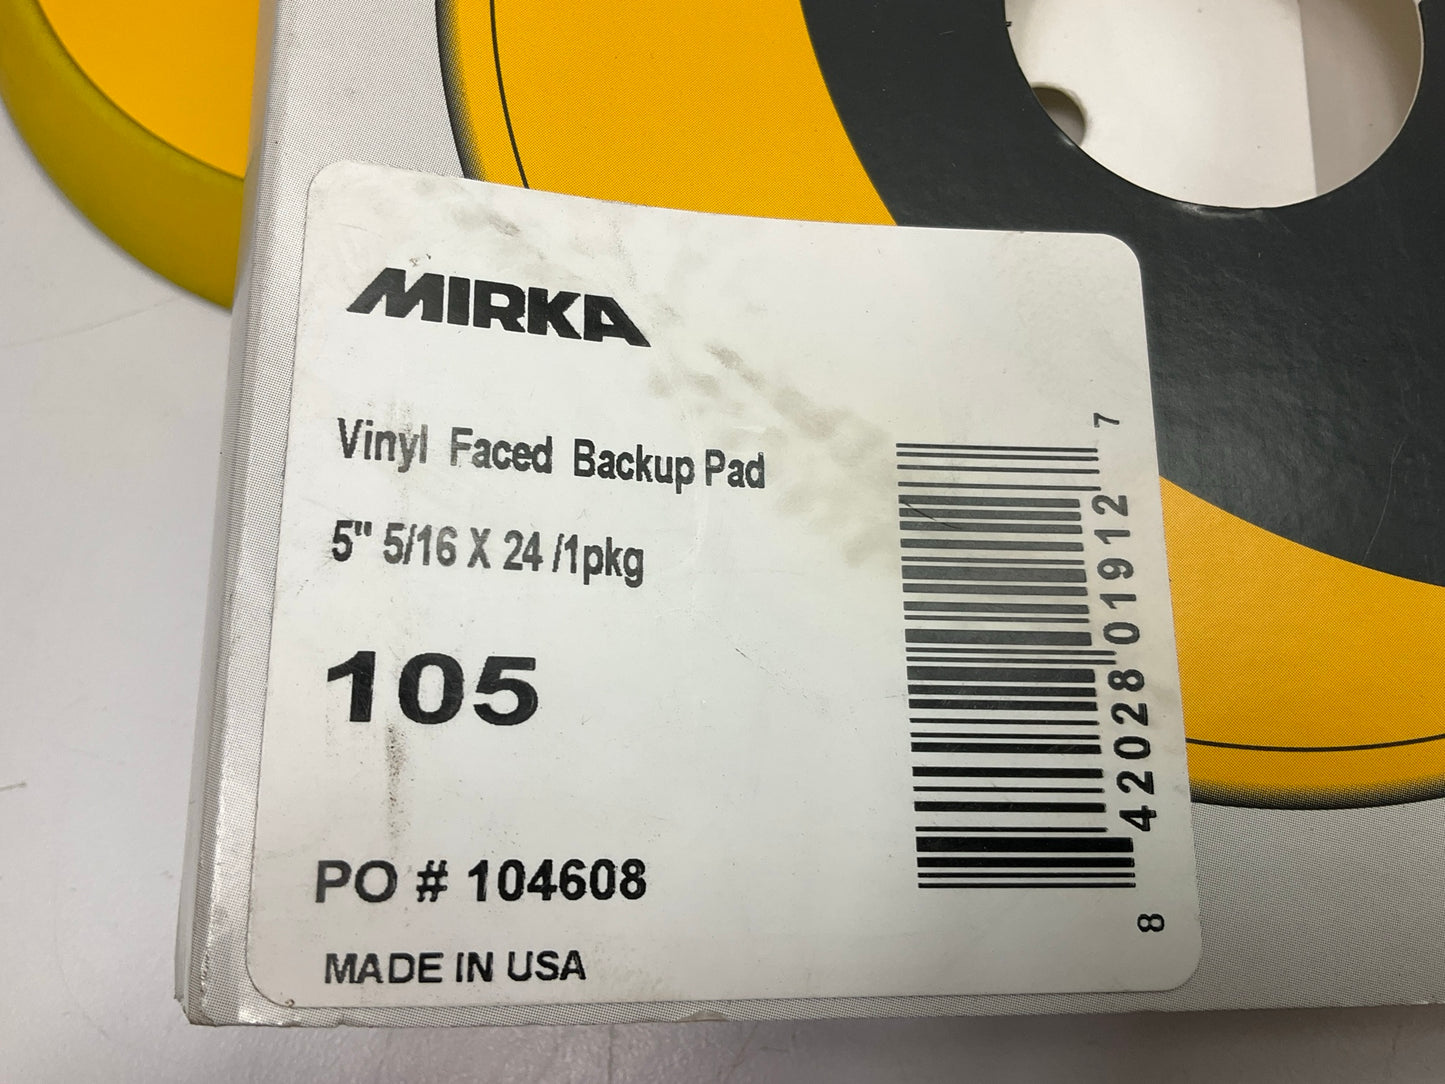 MIRKA
Vinyl Faced Backup Pad
5" 5/16 X 24 /1pkg
105
PO # 104608
MADE IN USA
8 42028 01912 7